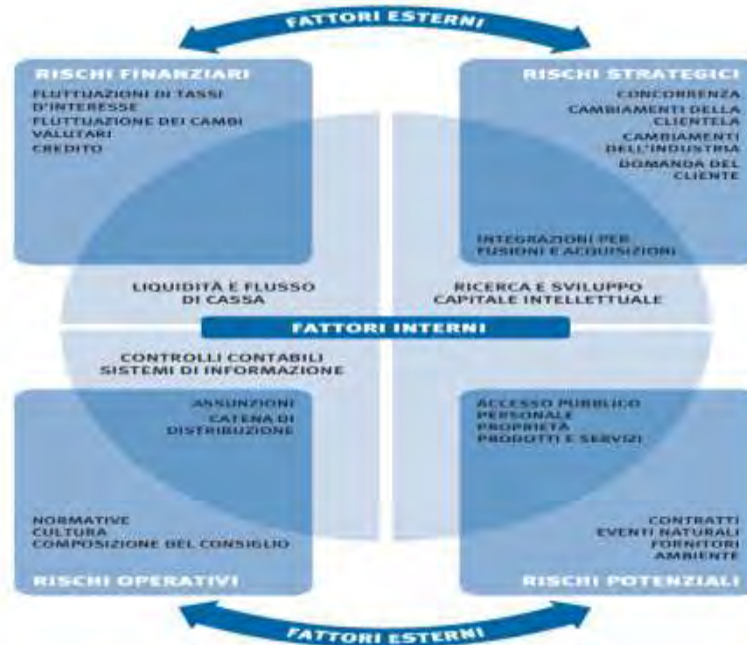 FATTORI ESTERNI
RISCHI FINANZIARI
FLUTTUAZIONI DI TASSI
D'INTERESSE
FLUTTUAZIONE DEI CAMBI
VALUTARI
CREDITO
RISCHI STRATEGICI
CONCORRENZA
CAMBIAMENTI DELLA
CLIENTELA
CAMBIAMENTI
DELL'INDUSTRIA
DOMANDA DEL
CLIENTE
INTEGRAZIONI PER
FUSIONI E ACQUISIZIONI
LIQUIDITÀ E FLUSSO
DI CASSA
RICERCA E SVILUPPO
CAPITALE INTELLETTUALE
FATTORI INTERNI
CONTROLLI CONTABILI
SISTEMI DI INFORMAZIONE
ASSUNZIONI
CATENA DI
DISTRIBUZIONE
NORMATIVE
CULTURA
COMPOSIZIONE DEL CONSIGLIO
RISCHI OPERATIVI
ACCESSO PUBBLICO
PERSONALE
PROPRIETÀ
PRODOTTI E SERVIZI
CONTRATTI
EVENTI NATURALI
FORNITORI
AMBIENTE
RISCHI POTENZIALI
FATTORI ESTERNI